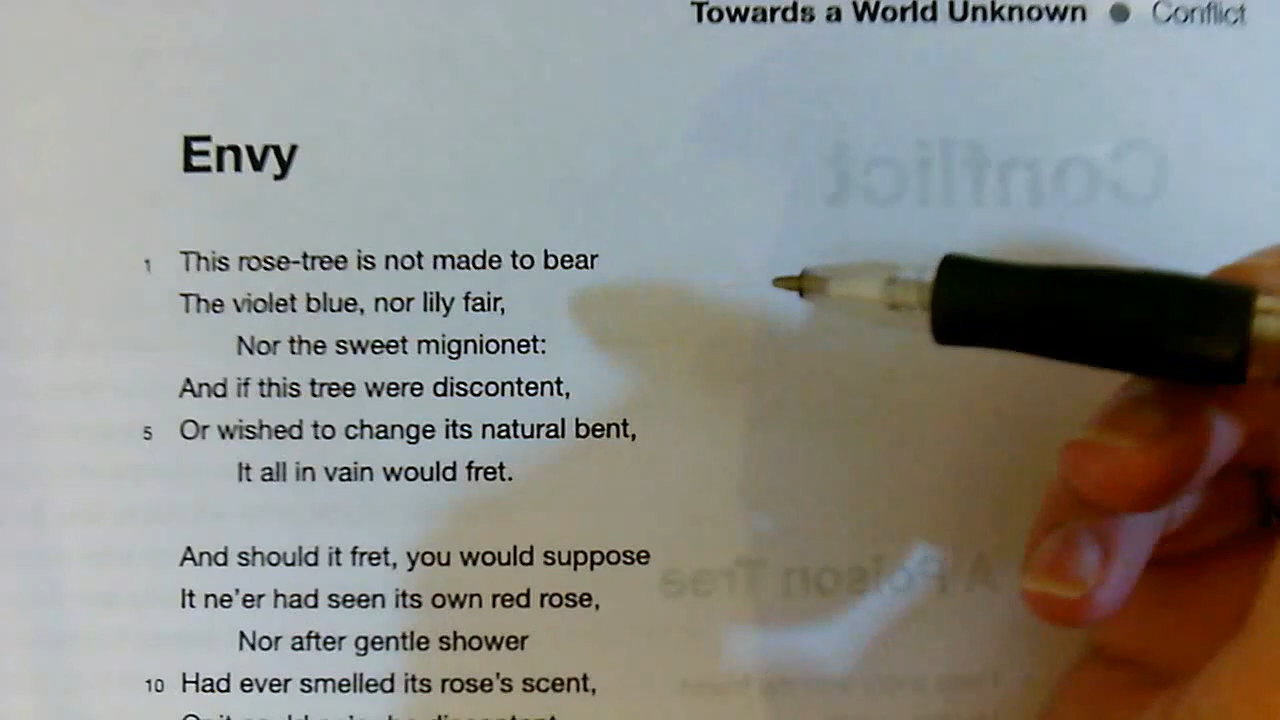 Towards a World Unknown ● Conflict
Conflict
Envy
1 This rose-tree is not made to bear
The violet blue, nor lily fair,
Nor the sweet mignionet:
And if this tree were discontent,
5 Or wished to change its natural bent,
It all in vain would fret.
And should it fret, you would suppose
A Poison Tree
It ne'er had seen its own red rose,
Nor after gentle shower
10 Had ever smelled its rose's scent,